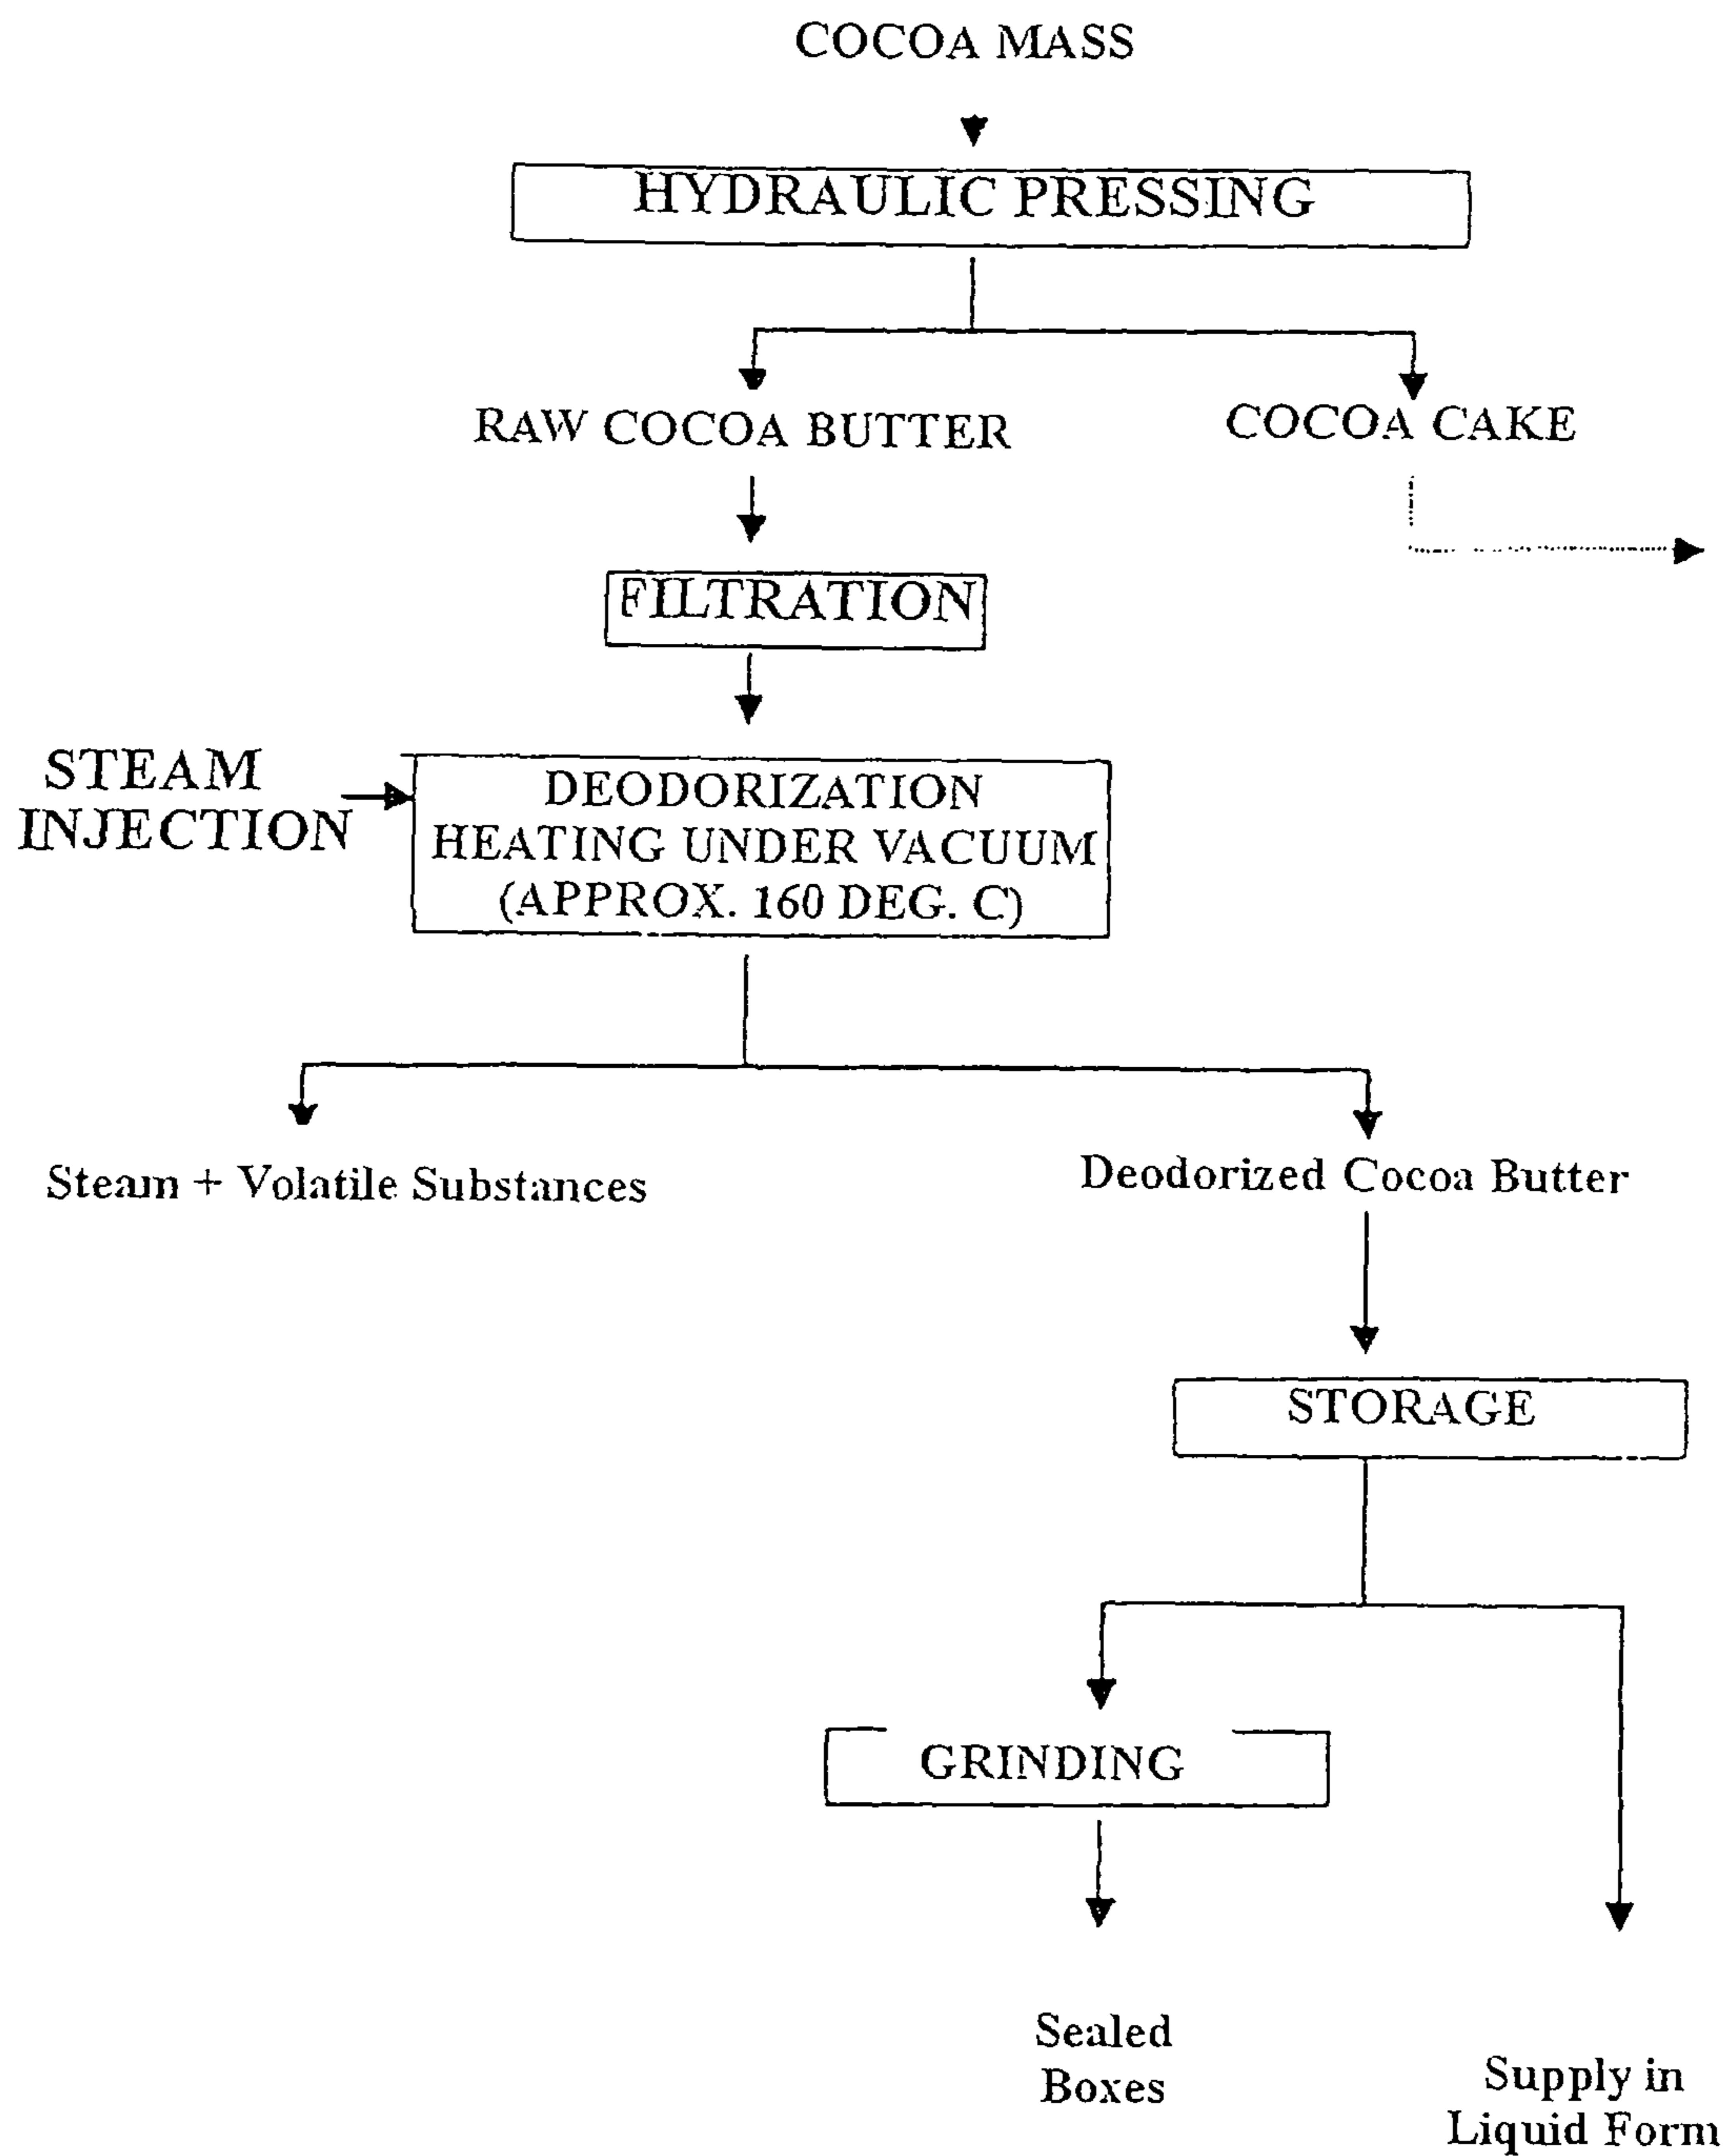 COCOA MASS
HYDRAULIC PRESSING
RAW COCOA BUTTER
COCOA CAKE
FILTRATION
STEAM
INJECTION
DEODORIZATION
HEATING UNDER VACUUM
(APPROX. 160 DEG. C)
Steam + Volatile Substances
Deodorized Cocoa Butter
STORAGE
GRINDING
Sealed
Boxes
Supply in
Liquid Form